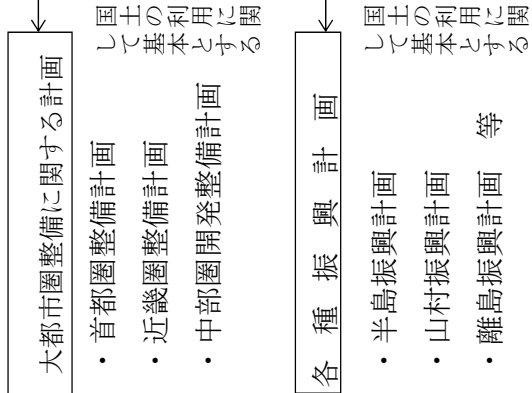 大都市圏整備に関する計画
・首都圏整備計画
・近畿圏整備計画
・中部圏開発整備計画
国土の利用に関
して基本とする
各種振興計画
・半島振興計画
・山村振興計画
・離島振興計画 等
国土の利用に関
して基本とする